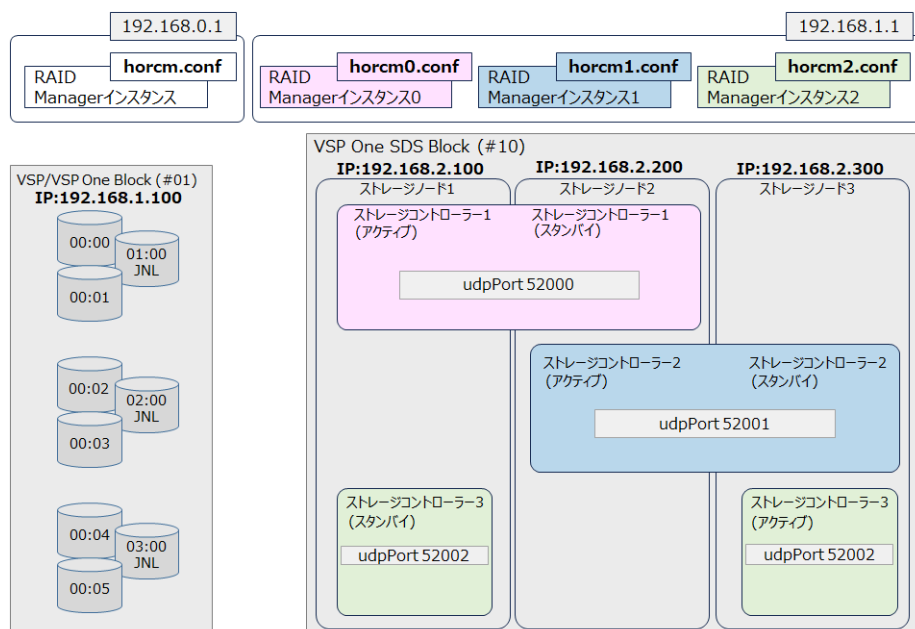 192.168.0.1
192.168.1.1
horcm.conf
RAID
Managerインスタンス
horcm0.conf
RAID
Managerインスタンス0
horcm1.conf
RAID
Managerインスタンス1
horcm2.conf
RAID
Managerインスタンス2
VSP/VSP One Block (#01)
IP:192.168.1.100
00:00
01:00
JNL
00:01
00:02
02:00
JNL
00:03
00:04
03:00
JNL
00:05
VSP One SDS Block (#10)
IP:192.168.2.100
IP:192.168.2.200
IP:192.168.2.300
ストレージノード1
ストレージノード2
ストレージノード3
ストレージコントローラー1
(アクティブ)
ストレージコントローラー1
(スタンバイ)
udpPort 52000
ストレージコントローラー2
(アクティブ)
ストレージコントローラー2
(スタンバイ)
udpPort 52001
ストレージコントローラー3
(スタンバイ)
udpPort 52002
ストレージコントローラー3
(アクティブ)
udpPort 52002